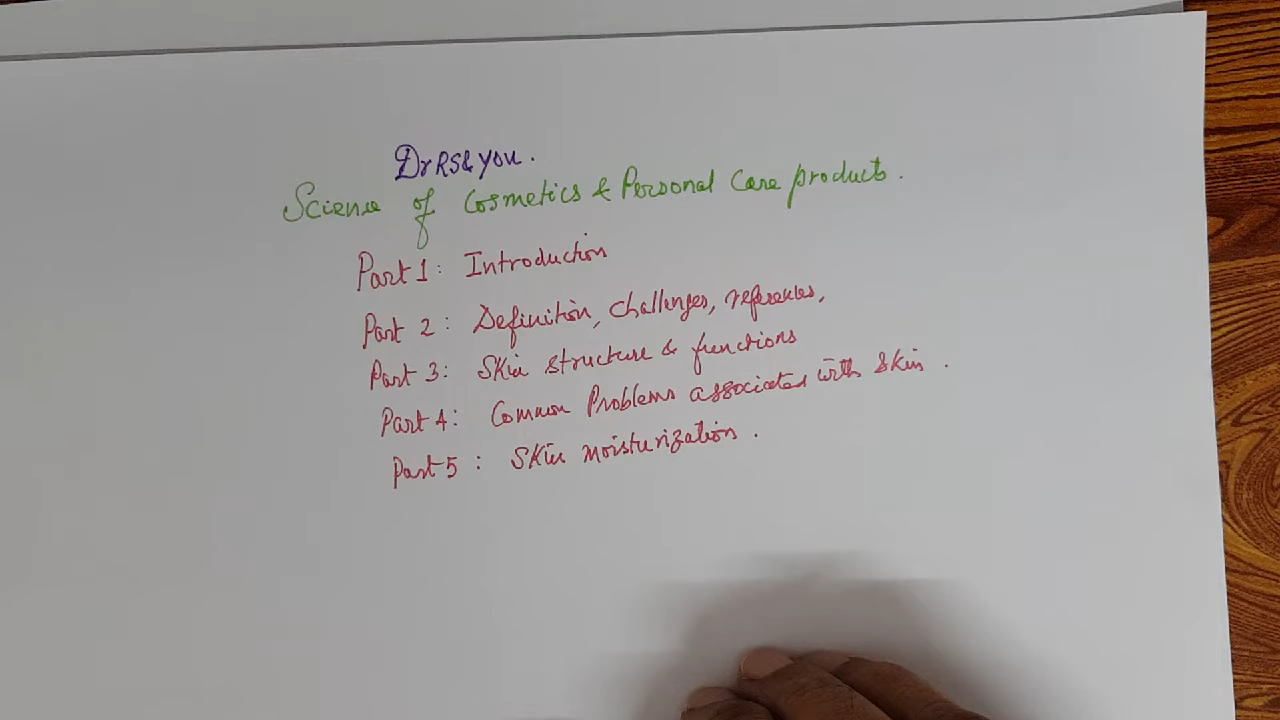 Dr RS & YOU.
Science of Cosmetics & Personal Care products.
Part 1: Introduction
Part 2: Definition, challenges, references,
Part 3: Skin structure & functions
Part 4: Common Problems associated with Skin.
Part 5: Skin moisturization.